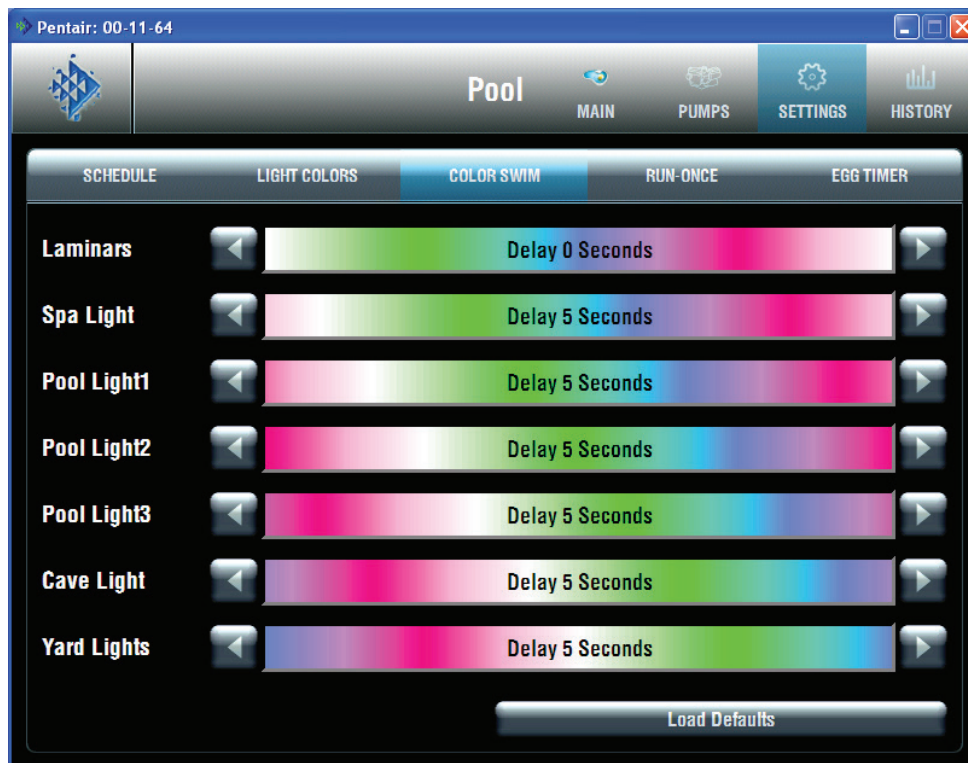 Pentair: 00-11-64
Pool MAIN PUMPS SETTINGS HISTORY
SCHEDULE LIGHT COLORS COLOR SWIM RUN-ONCE EGG TIMER
Laminars Delay 0 Seconds
Spa Light Delay 5 Seconds
Pool Light1 Delay 5 Seconds
Pool Light2 Delay 5 Seconds
Pool Light3 Delay 5 Seconds
Cave Light Delay 5 Seconds
Yard Lights Delay 5 Seconds
Load Defaults